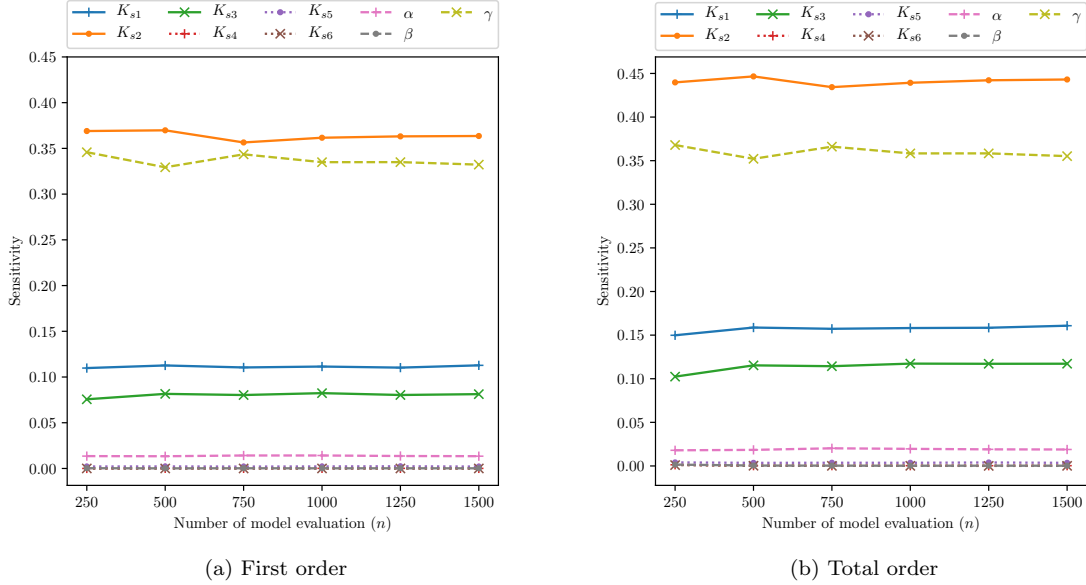 K_{s1} K_{s3} K_{s5} α γ
K_{s2} K_{s4} K_{s6} β
0.45
0.40
0.35
0.30
0.25
0.20
0.15
0.10
0.05
0.00
Sensitivity
250 500 750 1000 1250 1500
Number of model evaluation (n)
(a) First order
K_{s1} K_{s3} K_{s5} α γ
K_{s2} K_{s4} K_{s6} β
0.45
0.40
0.35
0.30
0.25
0.20
0.15
0.10
0.05
0.00
Sensitivity
250 500 750 1000 1250 1500
Number of model evaluation (n)
(b) Total order